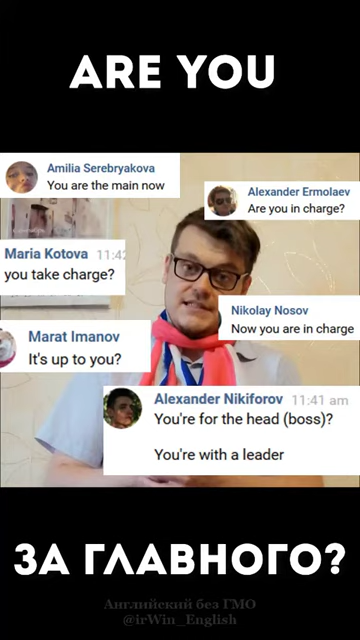 ARE YOU
Amilia Serebryakova
You are the main now
Alexander Ermolaev
Are you in charge?
Maria Kotova 11:42
you take charge?
Nikolay Nosov
Now you are in charge
Marat Imanov
It's up to you?
Alexander Nikiforov 11:41 am
You're for the head (boss)?
You're with a leader
ЗА ГЛАВНОГО?
Английский без ГМО
@irWin_English